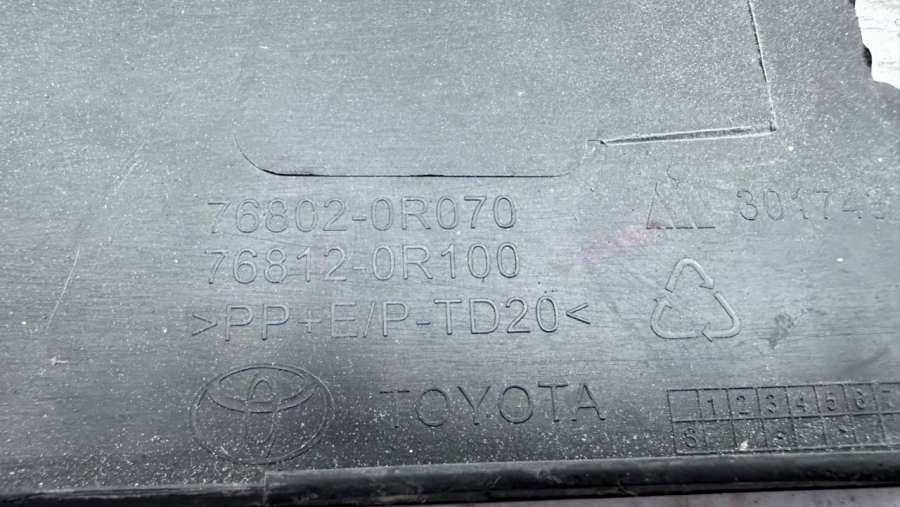 76802-0R070
76812-0R100
>PP+E/P-TD20<
TOYOTA
1 2 3 4 5 6